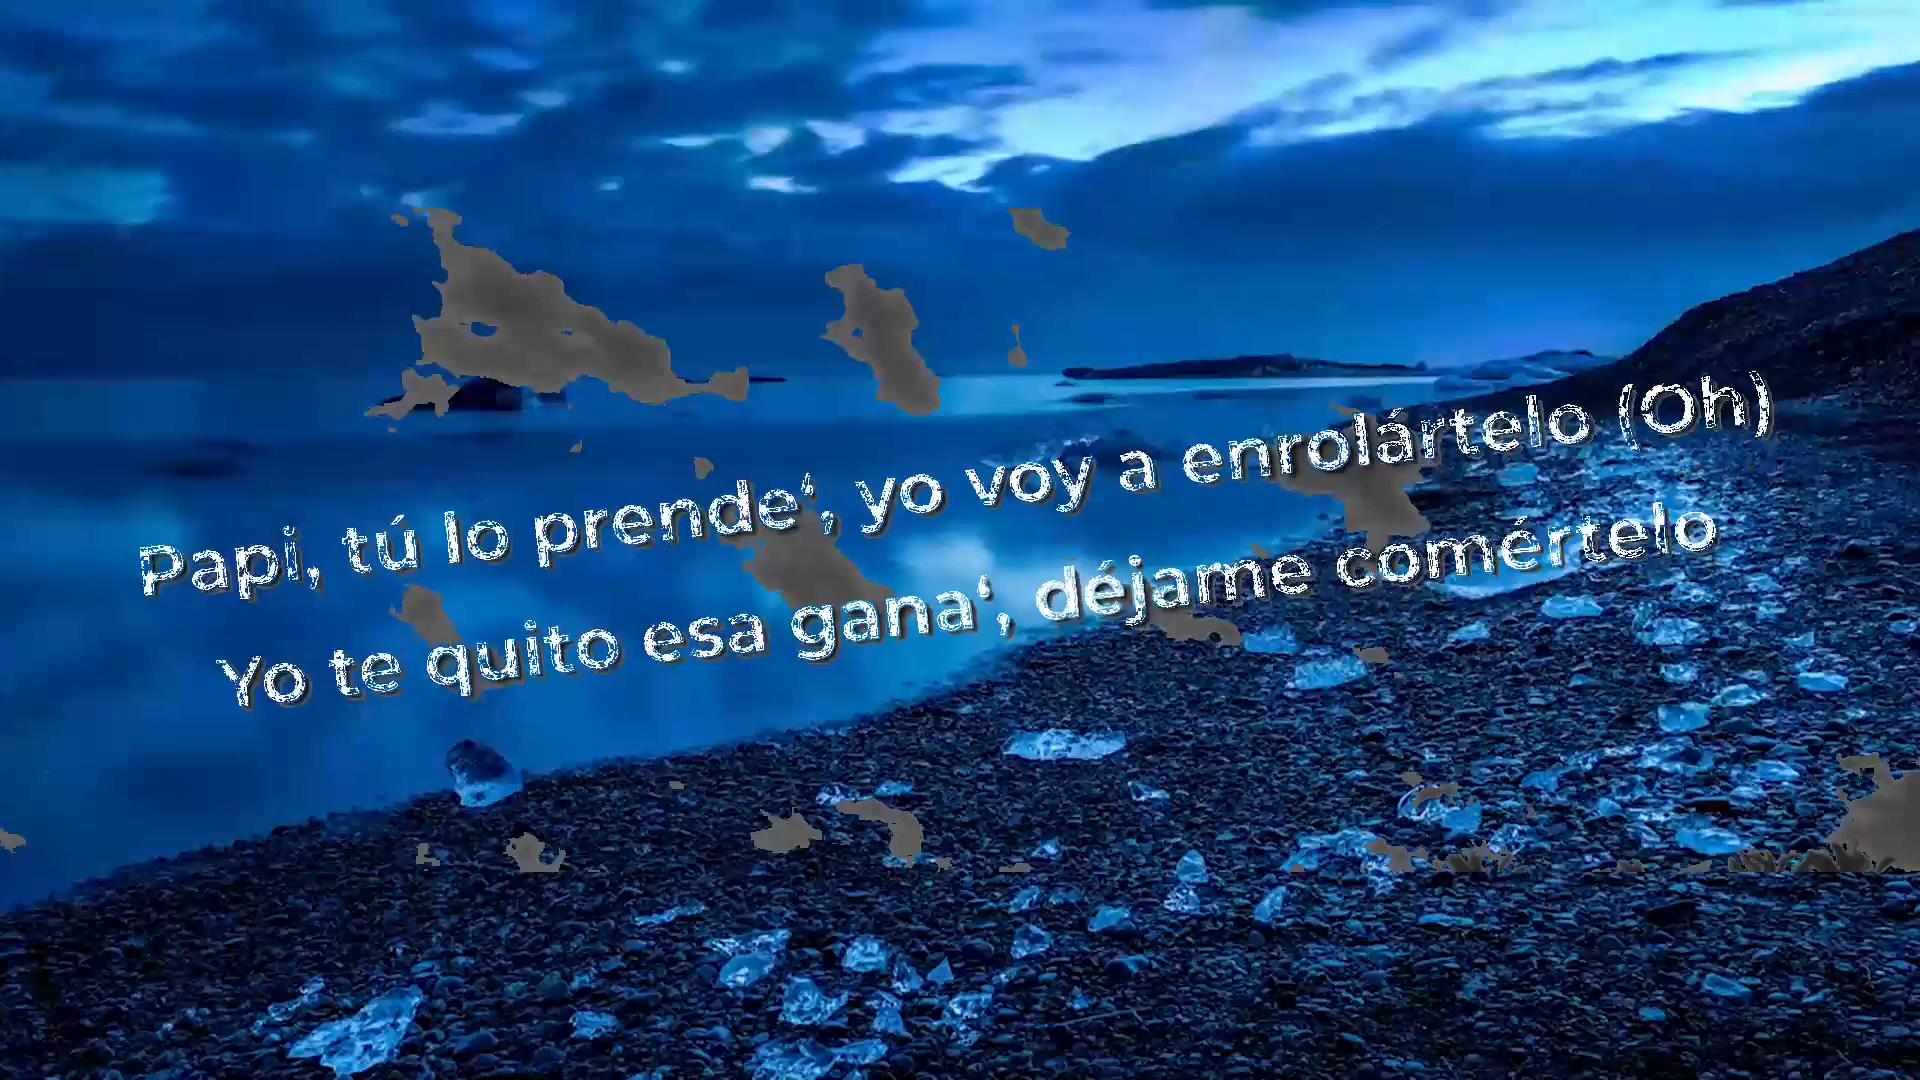 Papi, tú lo prende‘, yo voy a enrolártelo (Oh)
Yo te quito esa gana‘, déjame comértelo